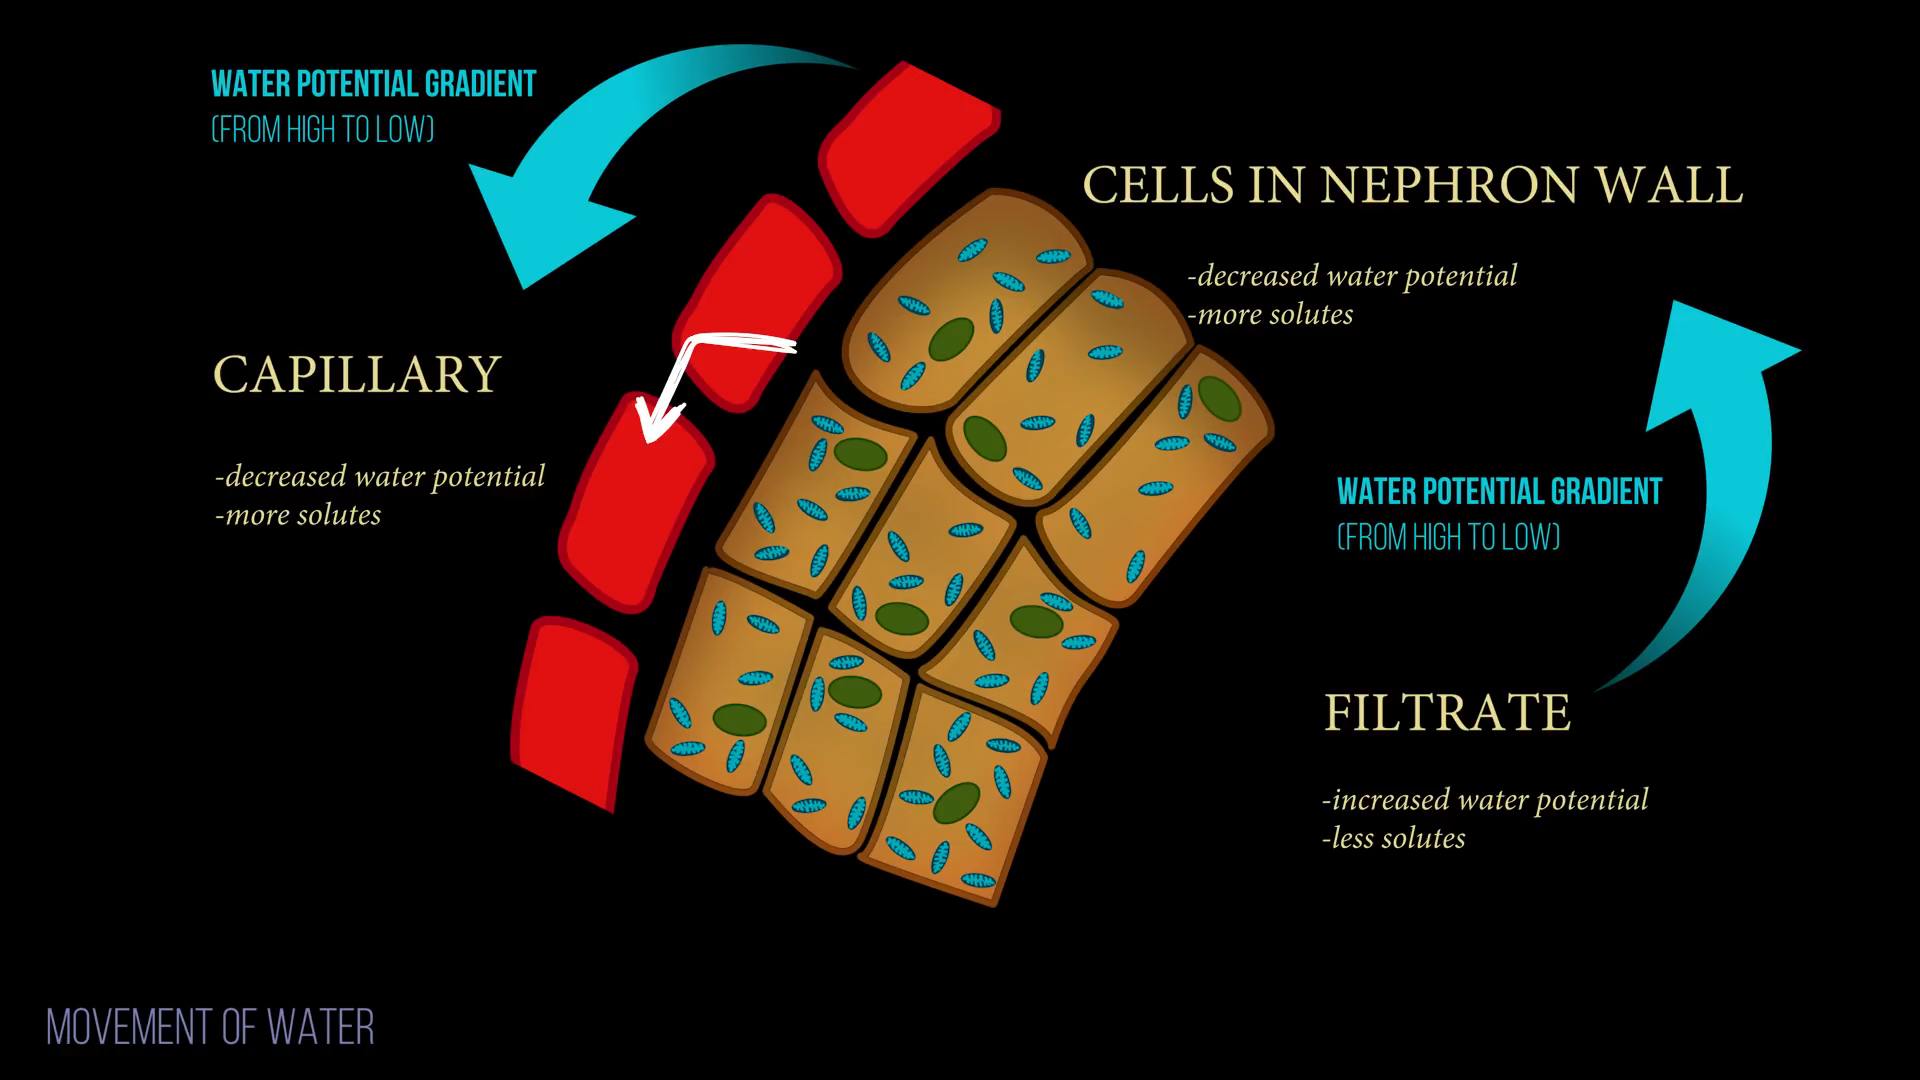 WATER POTENTIAL GRADIENT
(FROM HIGH TO LOW)
CELLS IN NEPHRON WALL
-decreased water potential
-more solutes
CAPILLARY
-decreased water potential
-more solutes
WATER POTENTIAL GRADIENT
(FROM HIGH TO LOW)
FILTRATE
-increased water potential
-less solutes
MOVEMENT OF WATER